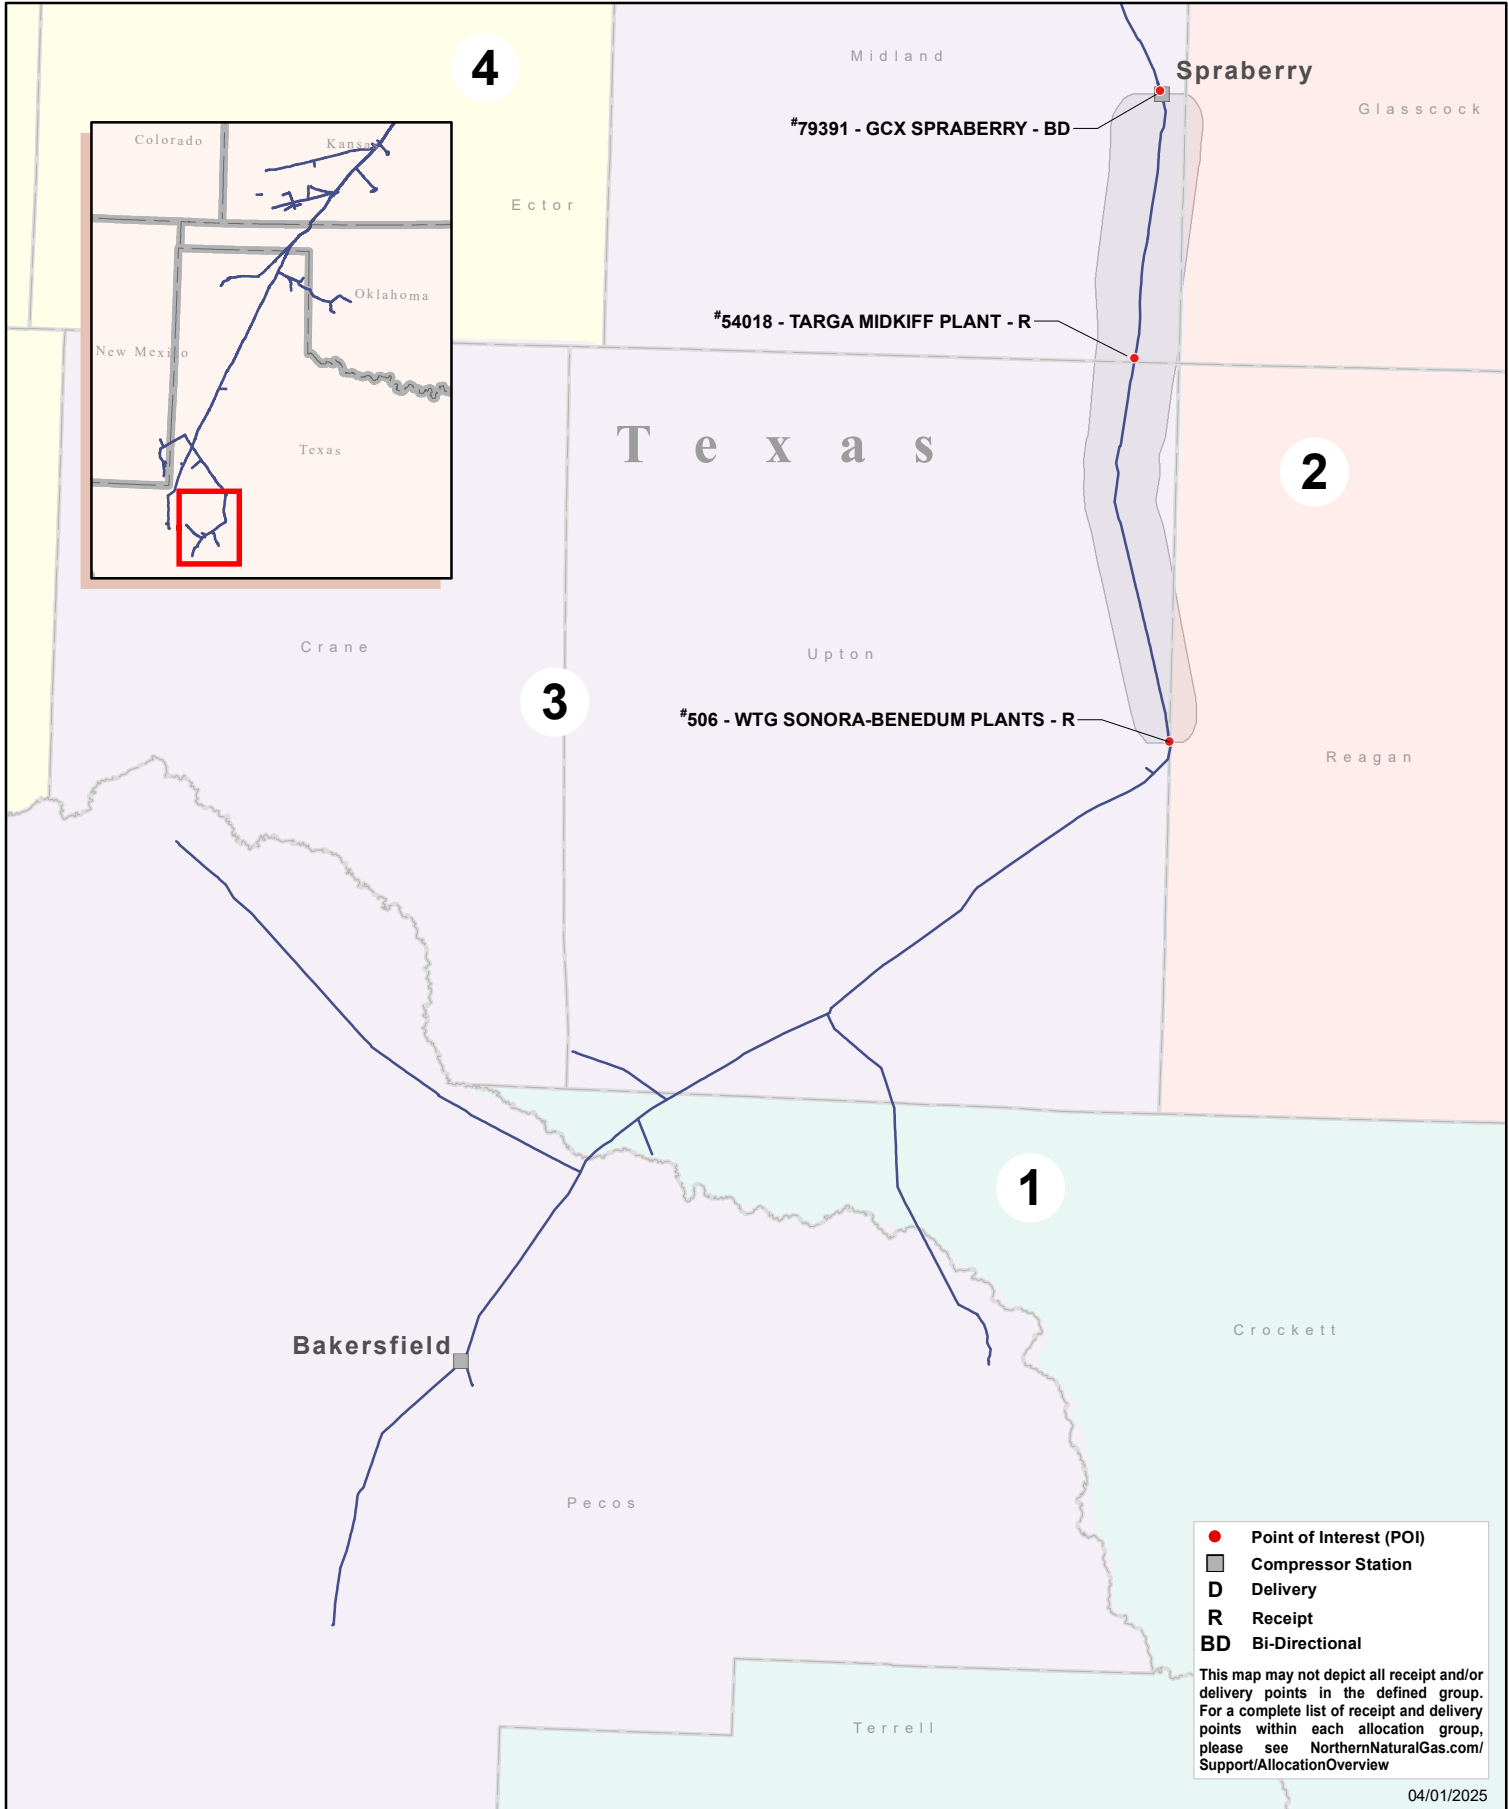 4
Midland
Spraberry
Glasscock
#79391 - GCX SPRABERRY - BD
Colorado
Kansas
Ector
Oklahoma
New Mexico
Texas
#54018 - TARGA MIDKIFF PLANT - R
Texas
2
Crane
Upton
3
#506 - WTG SONORA-BENEDUM PLANTS - R
Reagan
1
Crockett
Bakersfield
Pecos
Terrell
Point of Interest (POI)
Compressor Station
D Delivery
R Receipt
BD Bi-Directional
This map may not depict all receipt and/or
delivery points in the defined group.
For a complete list of receipt and delivery
points within each allocation group,
please see NorthernNaturalGas.com/
Support/AllocationOverview
04/01/2025